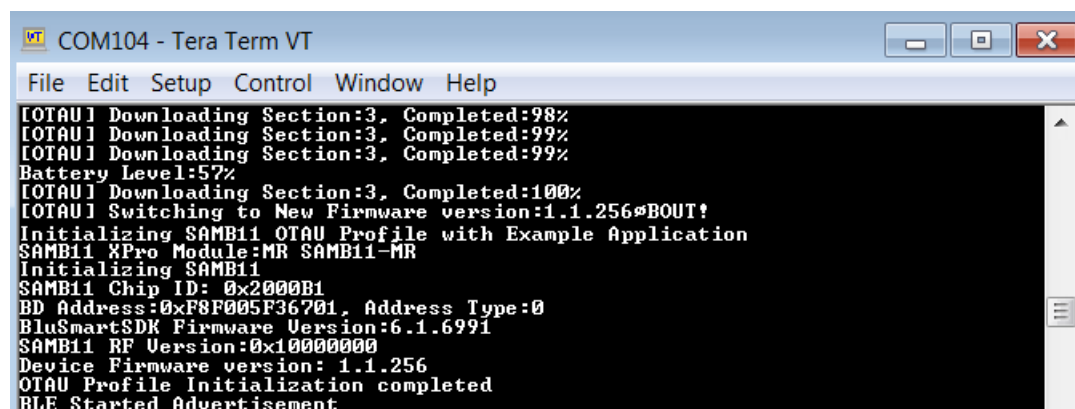 COM104 - Tera Term VT
File Edit Setup Control Window Help
[OTAU] Downloading Section:3, Completed:98%
[OTAU] Downloading Section:3, Completed:99%
[OTAU] Downloading Section:3, Completed:99%
Battery Level:57%
[OTAU] Downloading Section:3, Completed:100%
[OTAU] Switching to New Firmware version:1.1.256øBOUT!
Initializing SAMB11 OTAU Profile with Example Application
SAMB11 XPro Module:MR SAMB11-MR
Initializing SAMB11
SAMB11 Chip ID: 0x2000B1
BD Address:0xF8F005F36701, Address Type:0
BluSmartSDK Firmware Version:6.1.6991
SAMB11 RF Version:0x10000000
Device Firmware version: 1.1.256
OTAU Profile Initialization completed
BLE Started Advertisement